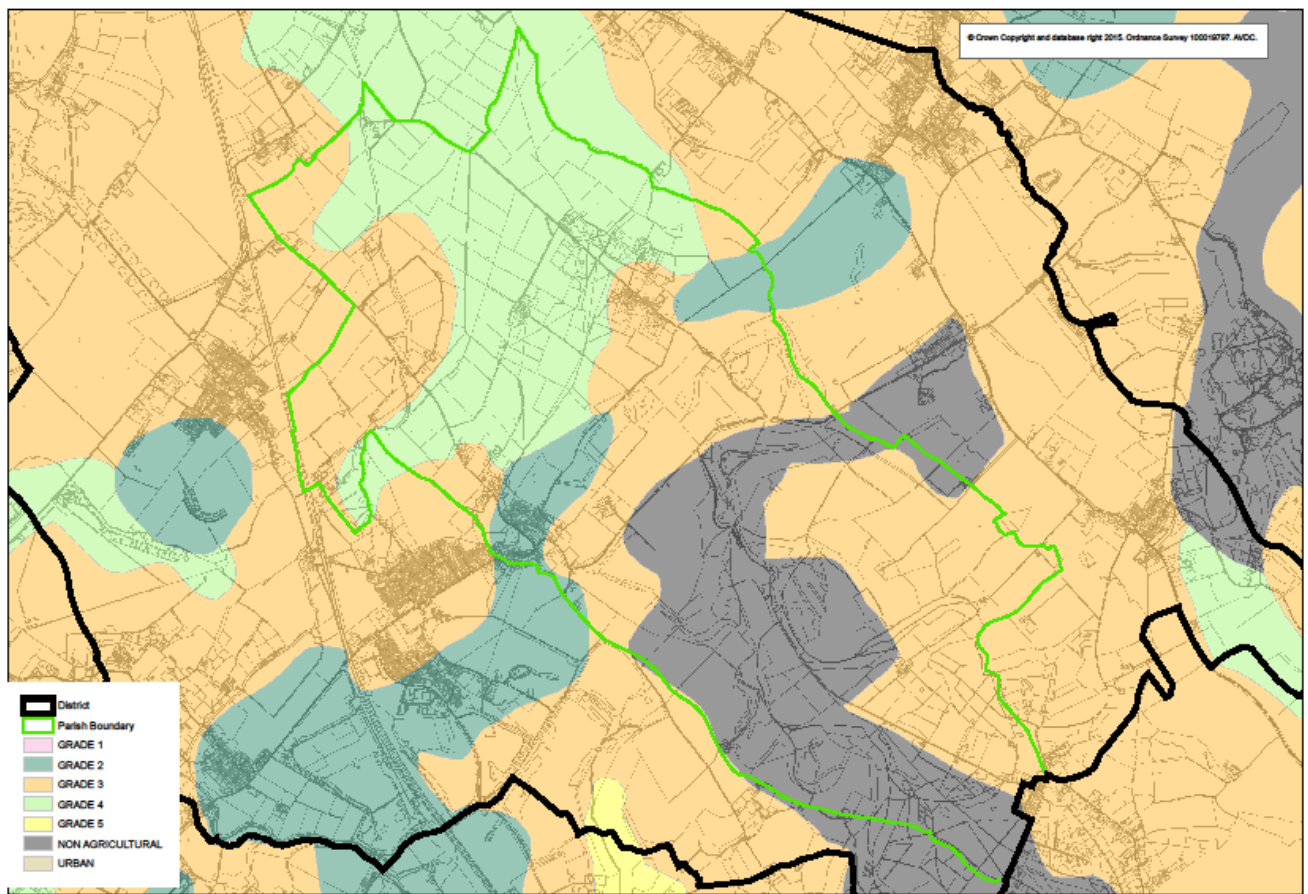 © Crown Copyright and database right 2015. Ordnance Survey 100019797. AVDC.
District
Parish Boundary
GRADE 1
GRADE 2
GRADE 3
GRADE 4
GRADE 5
NON AGRICULTURAL
URBAN